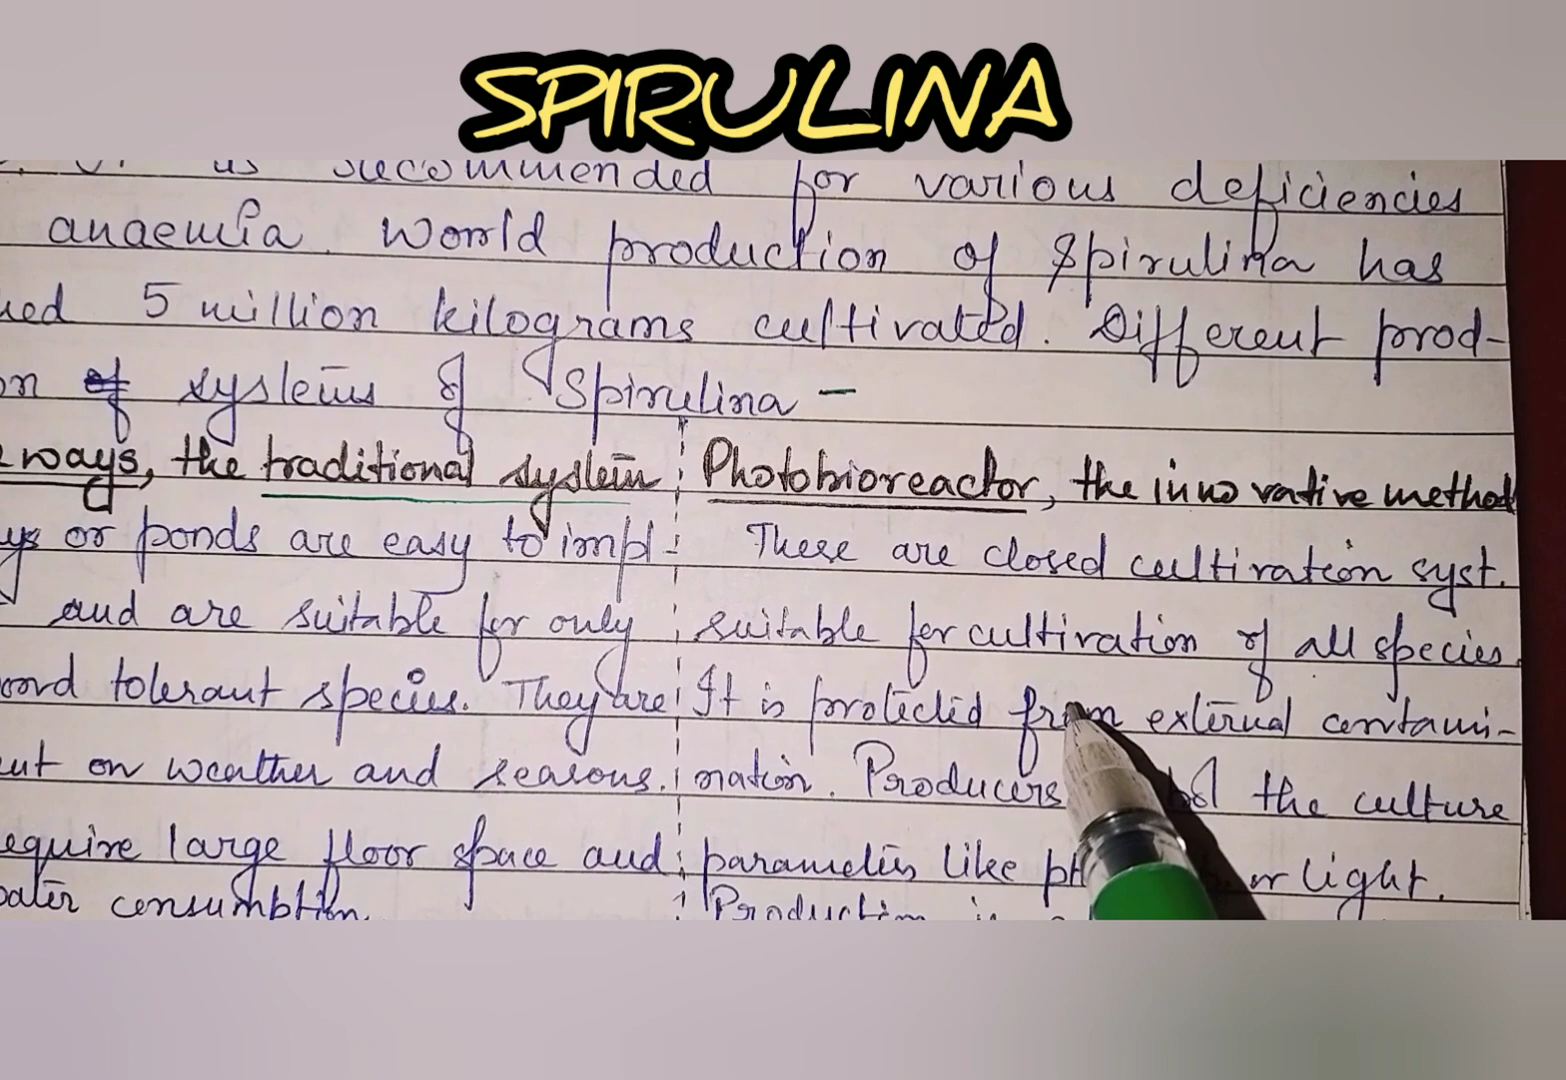 SPIRULINA
is recommended for various deficiencies
anaemia. World production of Spirulina has
5 million kilograms cultivated. Different prod-
on of systems of Spirulina -
ways, the traditional system
or ponds are easy to impl-
and are suitable for only
tolerant species. They are
on weather and seasons.
large floor space and
consumption.
Photobioreactor, the innovative method
These are closed cultivation syst.
suitable for cultivation of all species.
It is protected from external contami-
nation. Producers the culture
parameters like or light.
Production is